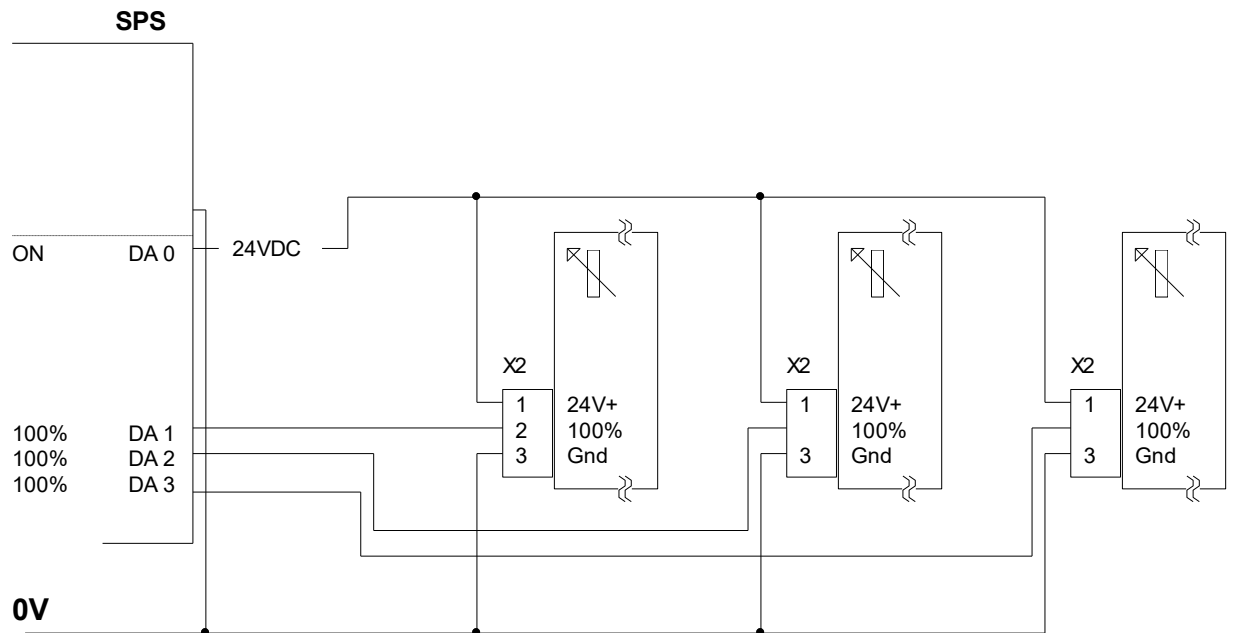 SPS
ON DA 0 24VDC
X2 X2 X2
1 24V+ 1 24V+ 1 24V+
2 100% 100% 100%
3 Gnd 3 Gnd 3 Gnd
100% DA 1
100% DA 2
100% DA 3
0V